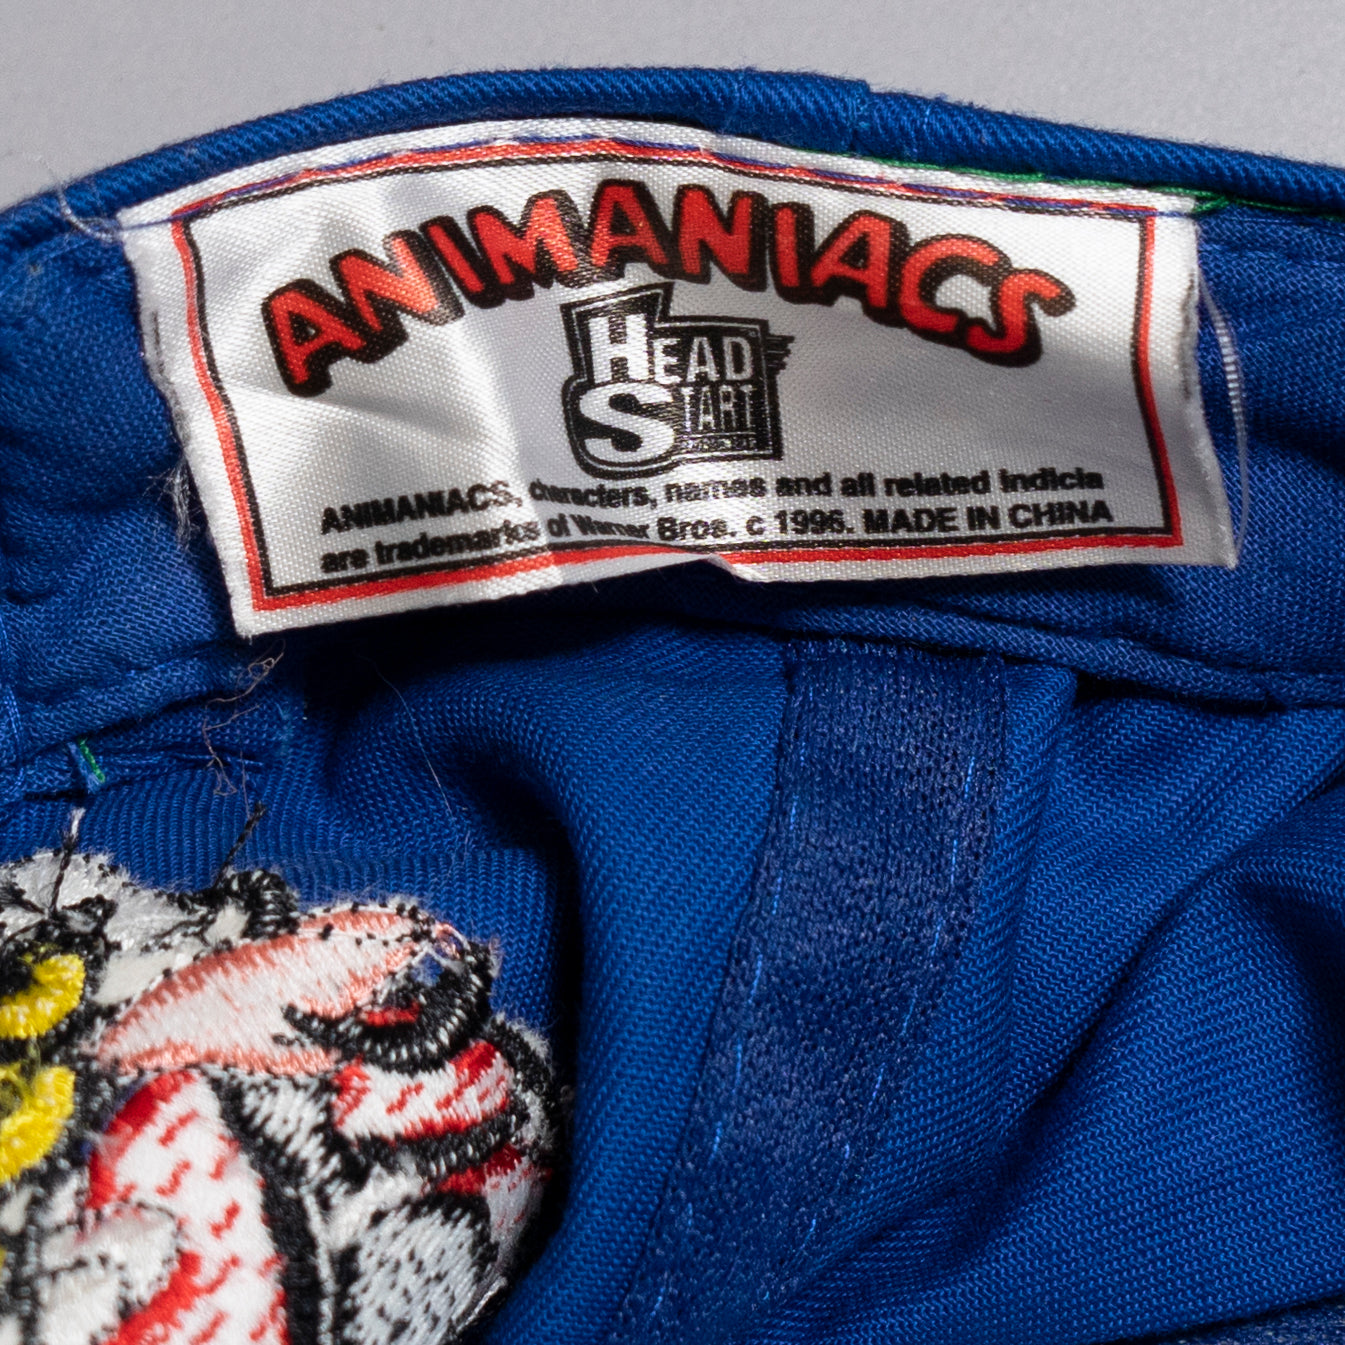 ANIMANIACS
HEAD
START
ANIMANIACS, characters, names and all related indicia
are trademarks of Warner Bros. c 1996. MADE IN CHINA